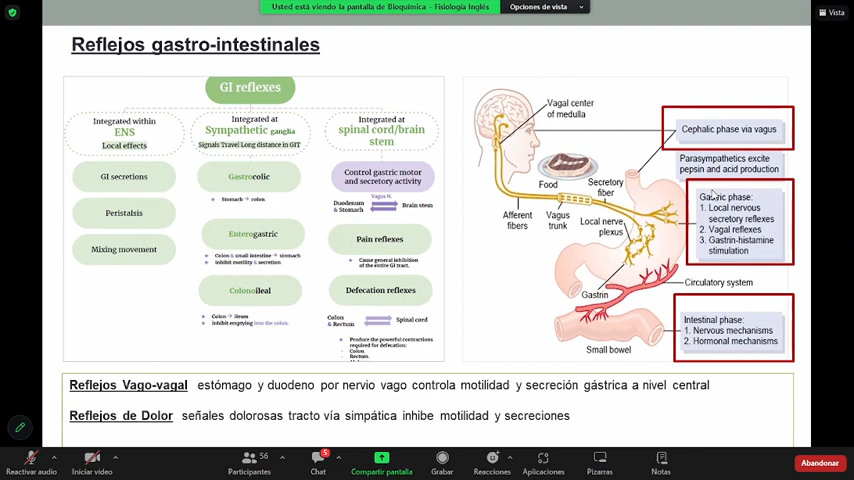 Usted está viendo la pantalla de Bioquímica - Fisiología Inglés
Opciones de vista
Vista
Reflejos gastro-intestinales
GI reflexes
Integrated within
ENS
Local effects
GI secretions
Peristalsis
Mixing movement
Integrated at
Sympathetic ganglia
Signals Travel Long distance in GIT
Gastrocolic
Stomach → colon
Enterogastric
Colon & small intestine → stomach
Inhibit motility & secretion
Colonoileal
Colon → ileum
Inhibit emptying into the colon.
Integrated at
spinal cord/brain
stem
Control gastric motor
and secretory activity
Vagus N.
Duodenum
& Stomach
Brain stem
Pain reflexes
Cause general inhibition
of the entire GI tract.
Defecation reflexes
Colon
& Rectum
Spinal cord
Produce the powerful contractions
required for defecation:
- Colon
- Rectum
Vagal center
of medulla
Food
Secretory
fiber
Afferent
fibers
Vagus
trunk
Local nerve
plexus
Gastrin
Small bowel
Cephalic phase via vagus
Parasympathetics excite
pepsin and acid production
Gastric phase:
1. Local nervous
secretory reflexes
2. Vagal reflexes
3. Gastrin-histamine
stimulation
Circulatory system
Intestinal phase:
1. Nervous mechanisms
2. Hormonal mechanisms
Reflejos Vago-vagal estómago y duodeno por nervio vago controla motilidad y secreción gástrica a nivel central
Reflejos de Dolor señales dolorosas tracto vía simpática inhibe motilidad y secreciones
Reactivar audio
Iniciar video
56
Participantes
5
Chat
Compartir pantalla
Grabar
Reacciones
Aplicaciones
Pizarras
Notas
Abandonar